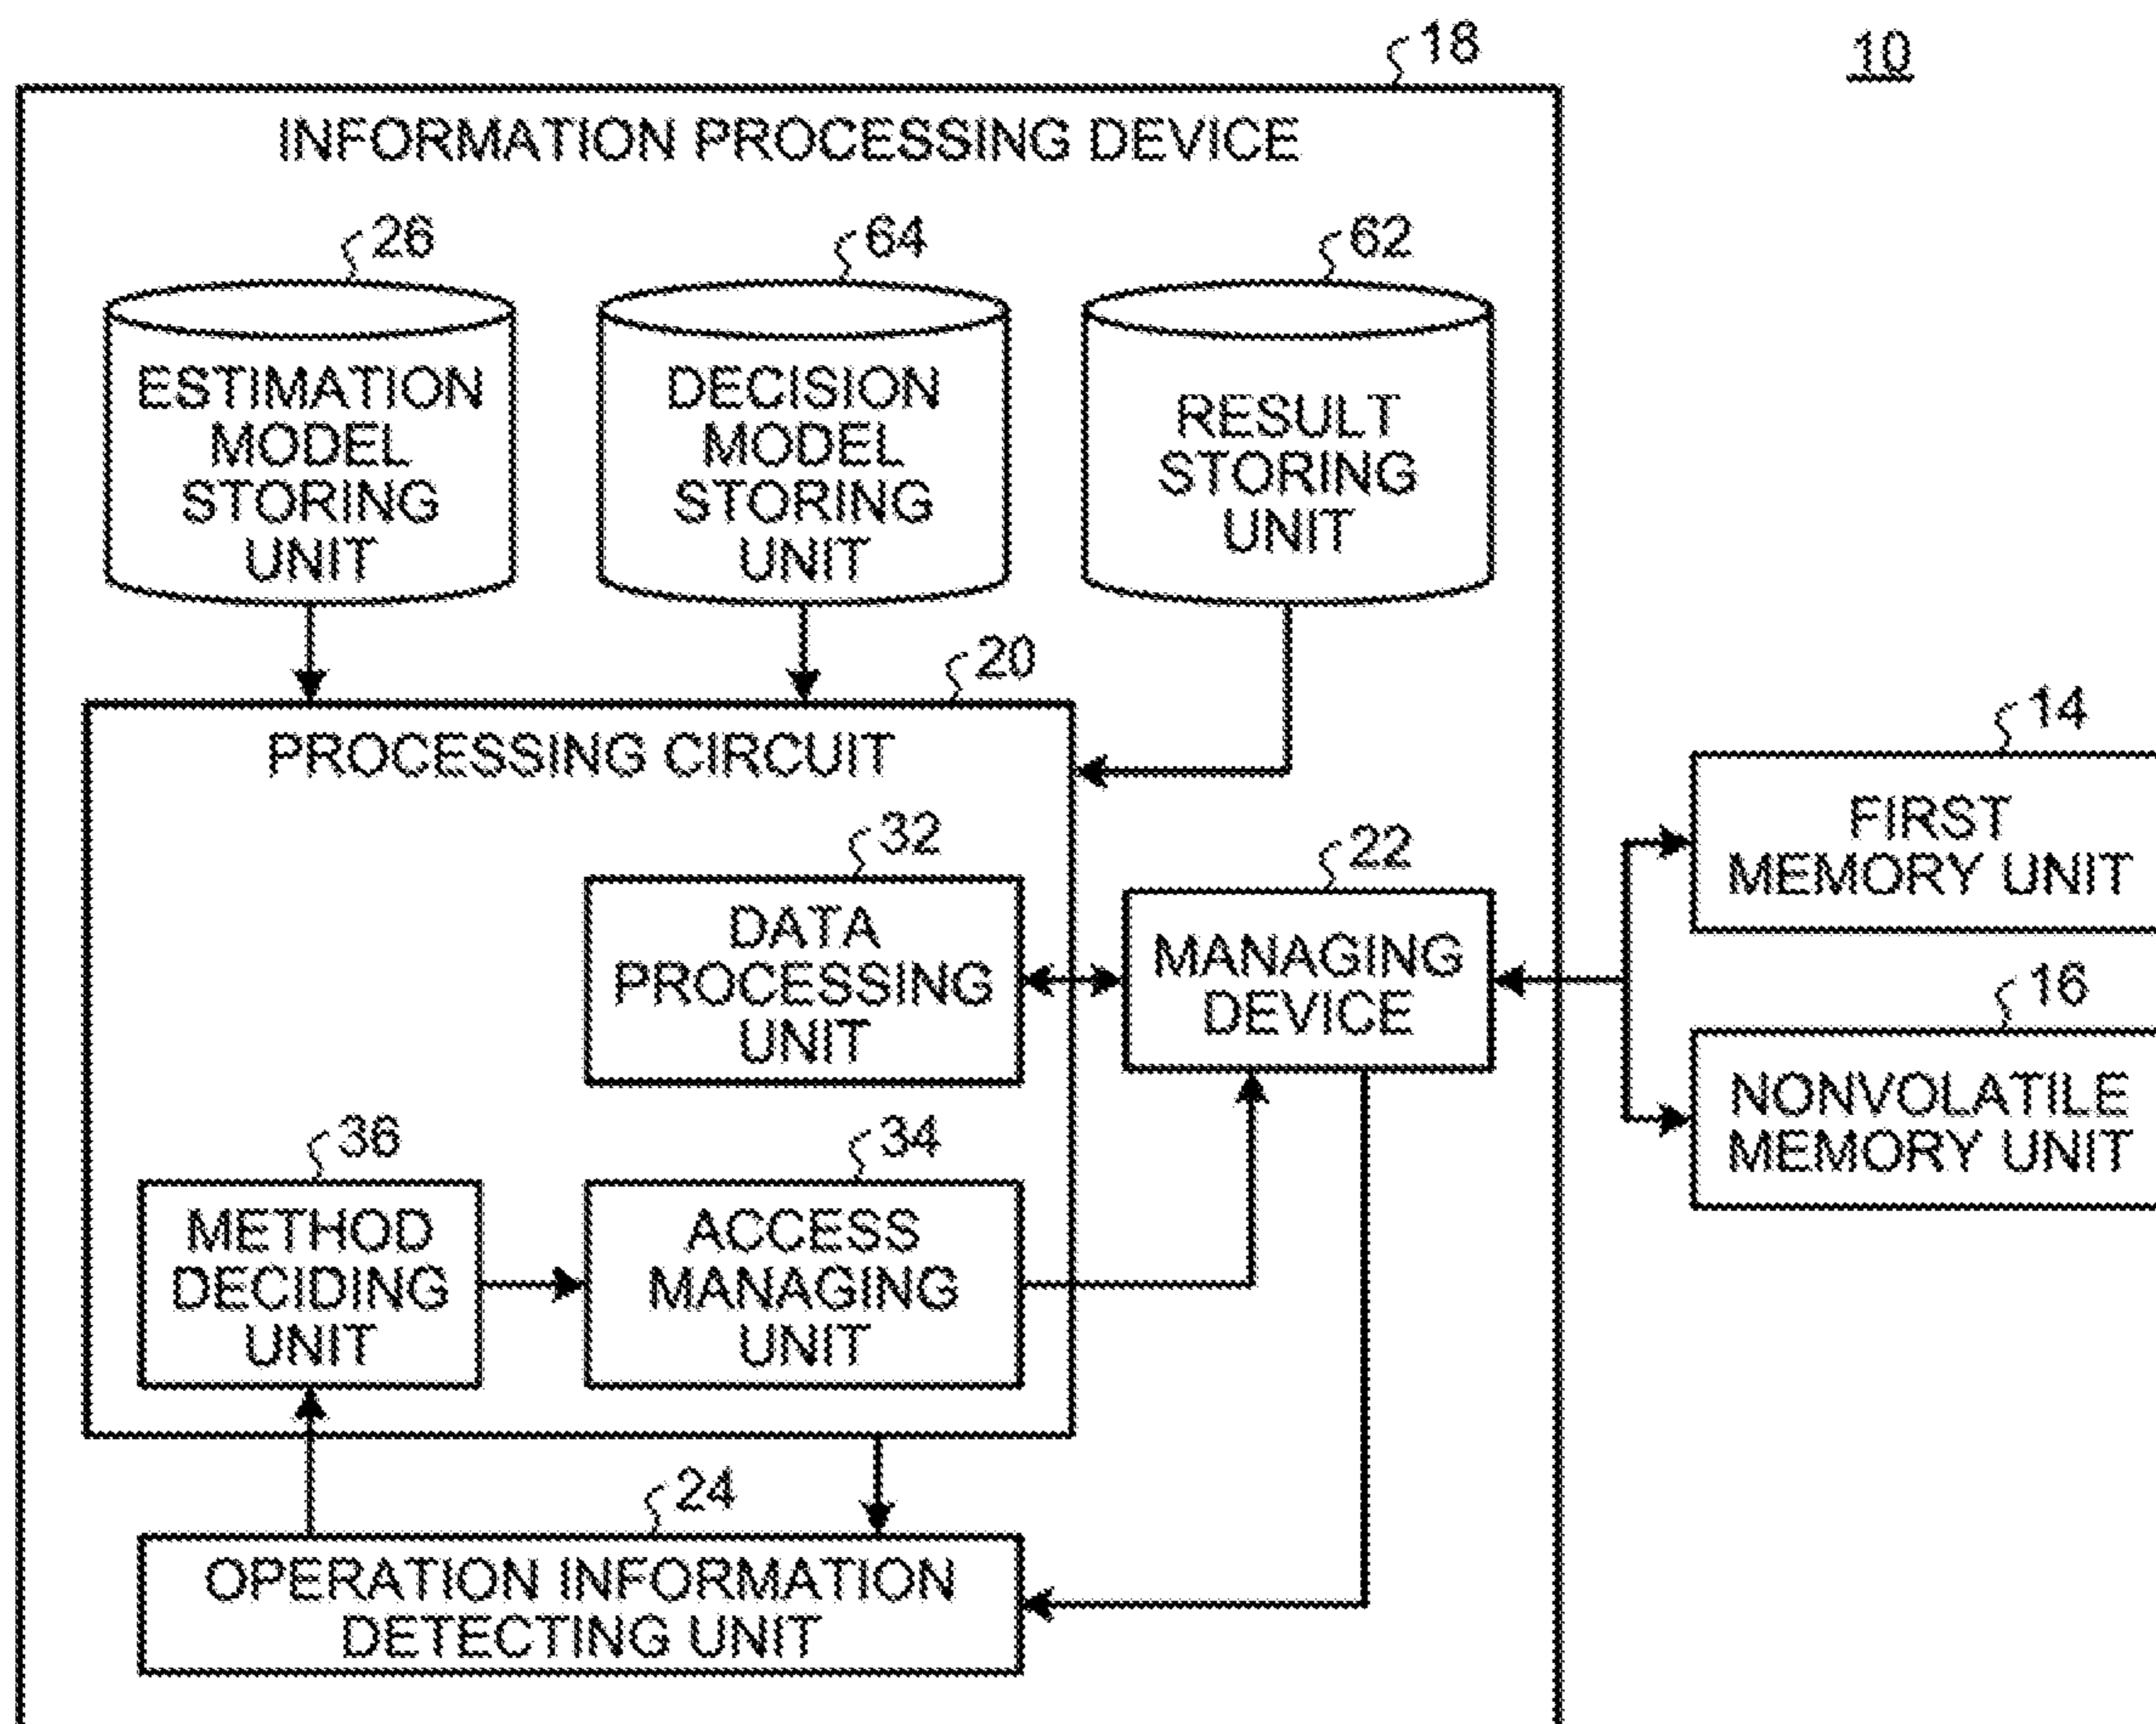 18
10
INFORMATION PROCESSING DEVICE
26
64
62
ESTIMATION
MODEL
STORING
UNIT
DECISION
MODEL
STORING
UNIT
RESULT
STORING
UNIT
20
PROCESSING CIRCUIT
14
FIRST
MEMORY UNIT
32
DATA
PROCESSING
UNIT
22
MANAGING
DEVICE
16
NONVOLATILE
MEMORY UNIT
36
METHOD
DECIDING
UNIT
34
ACCESS
MANAGING
UNIT
24
OPERATION INFORMATION
DETECTING UNIT